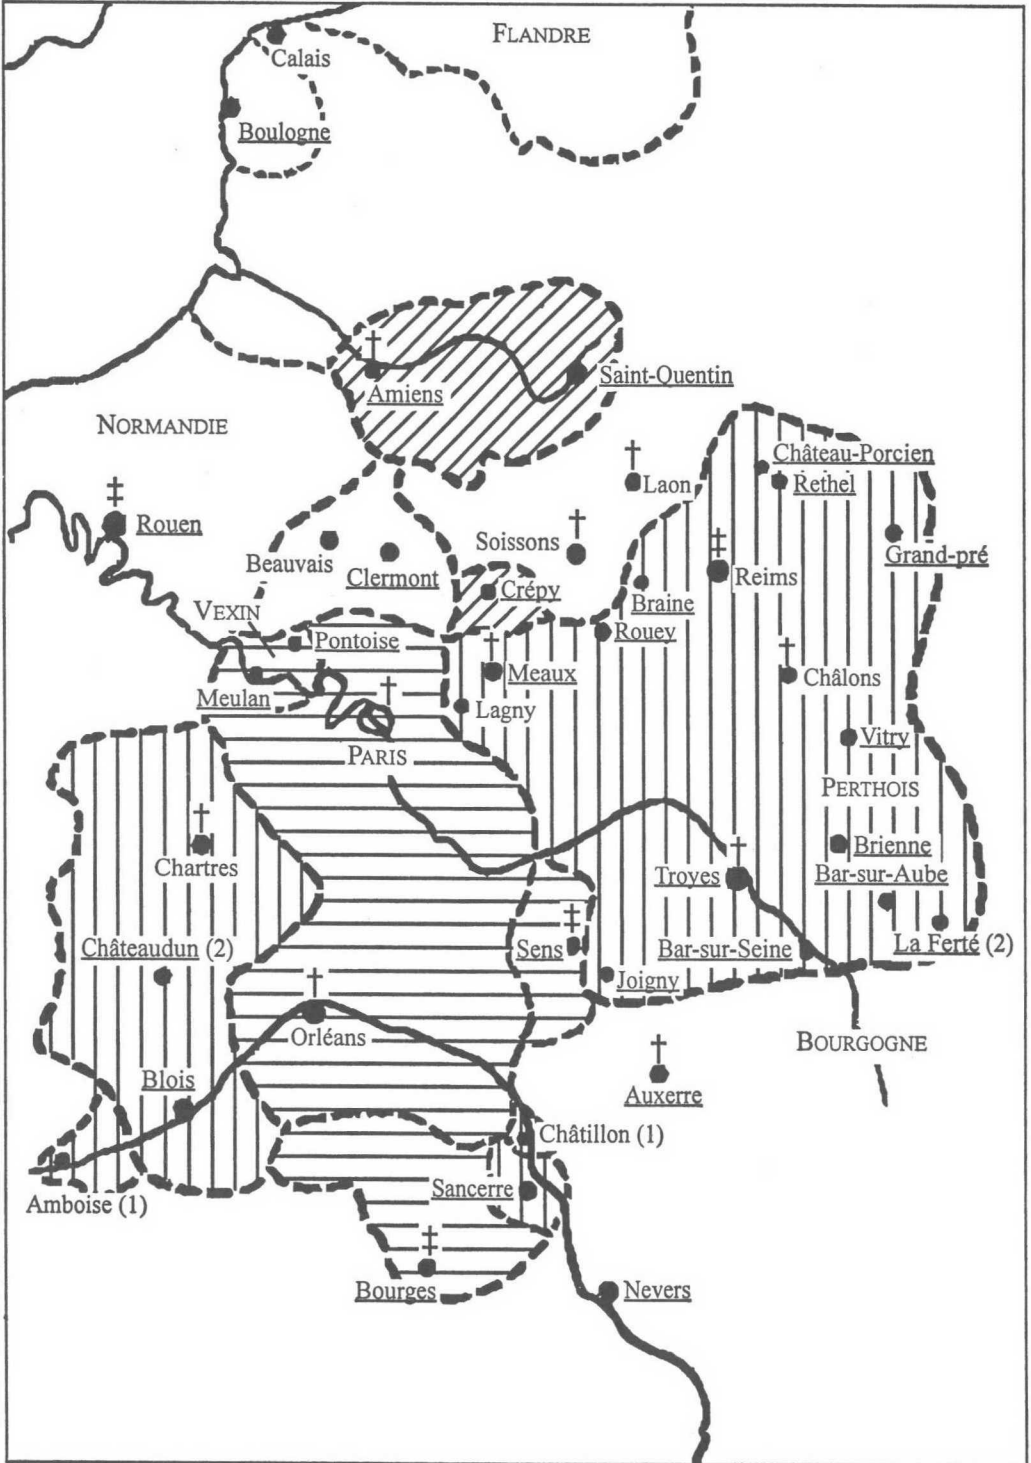 FLANDRE
Calais
Boulogne
Saint-Quentin
Amiens
NORMANDIE
Château-Porcien
Laon
Rethel
Rouen
Soissons
Beauvais
Grand-pré
Clermont
Reims
Crépy
Braine
VEXIN
Rouey
Pontoise
Meaux
Châlons
Meulan
Lagny
Vitry
PARIS
PERTHOIS
Brienne
Chartres
Bar-sur-Aube
Troyes
Châteaudun (2)
Sens
Bar-sur-Seine
La Ferté (2)
Joigny
Orléans
BOURGOGNE
Blois
Auxerre
Châtillon (1)
Sancerre
Amboise (1)
Bourges
Nevers